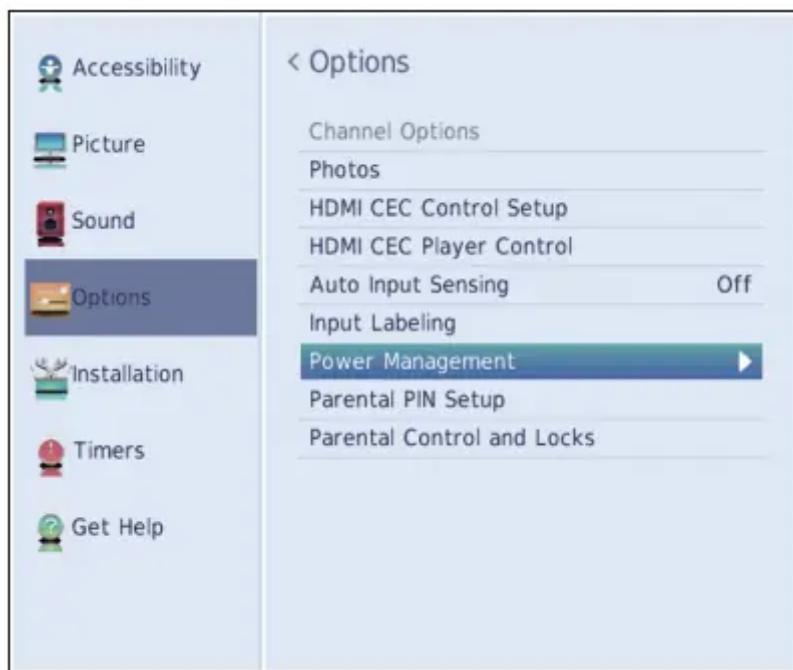 Accessibility
Picture
Sound
Options
Installation
Timers
Get Help
< Options
Channel Options
Photos
HDMI CEC Control Setup
HDMI CEC Player Control
Auto Input Sensing Off
Input Labeling
Power Management
Parental PIN Setup
Parental Control and Locks